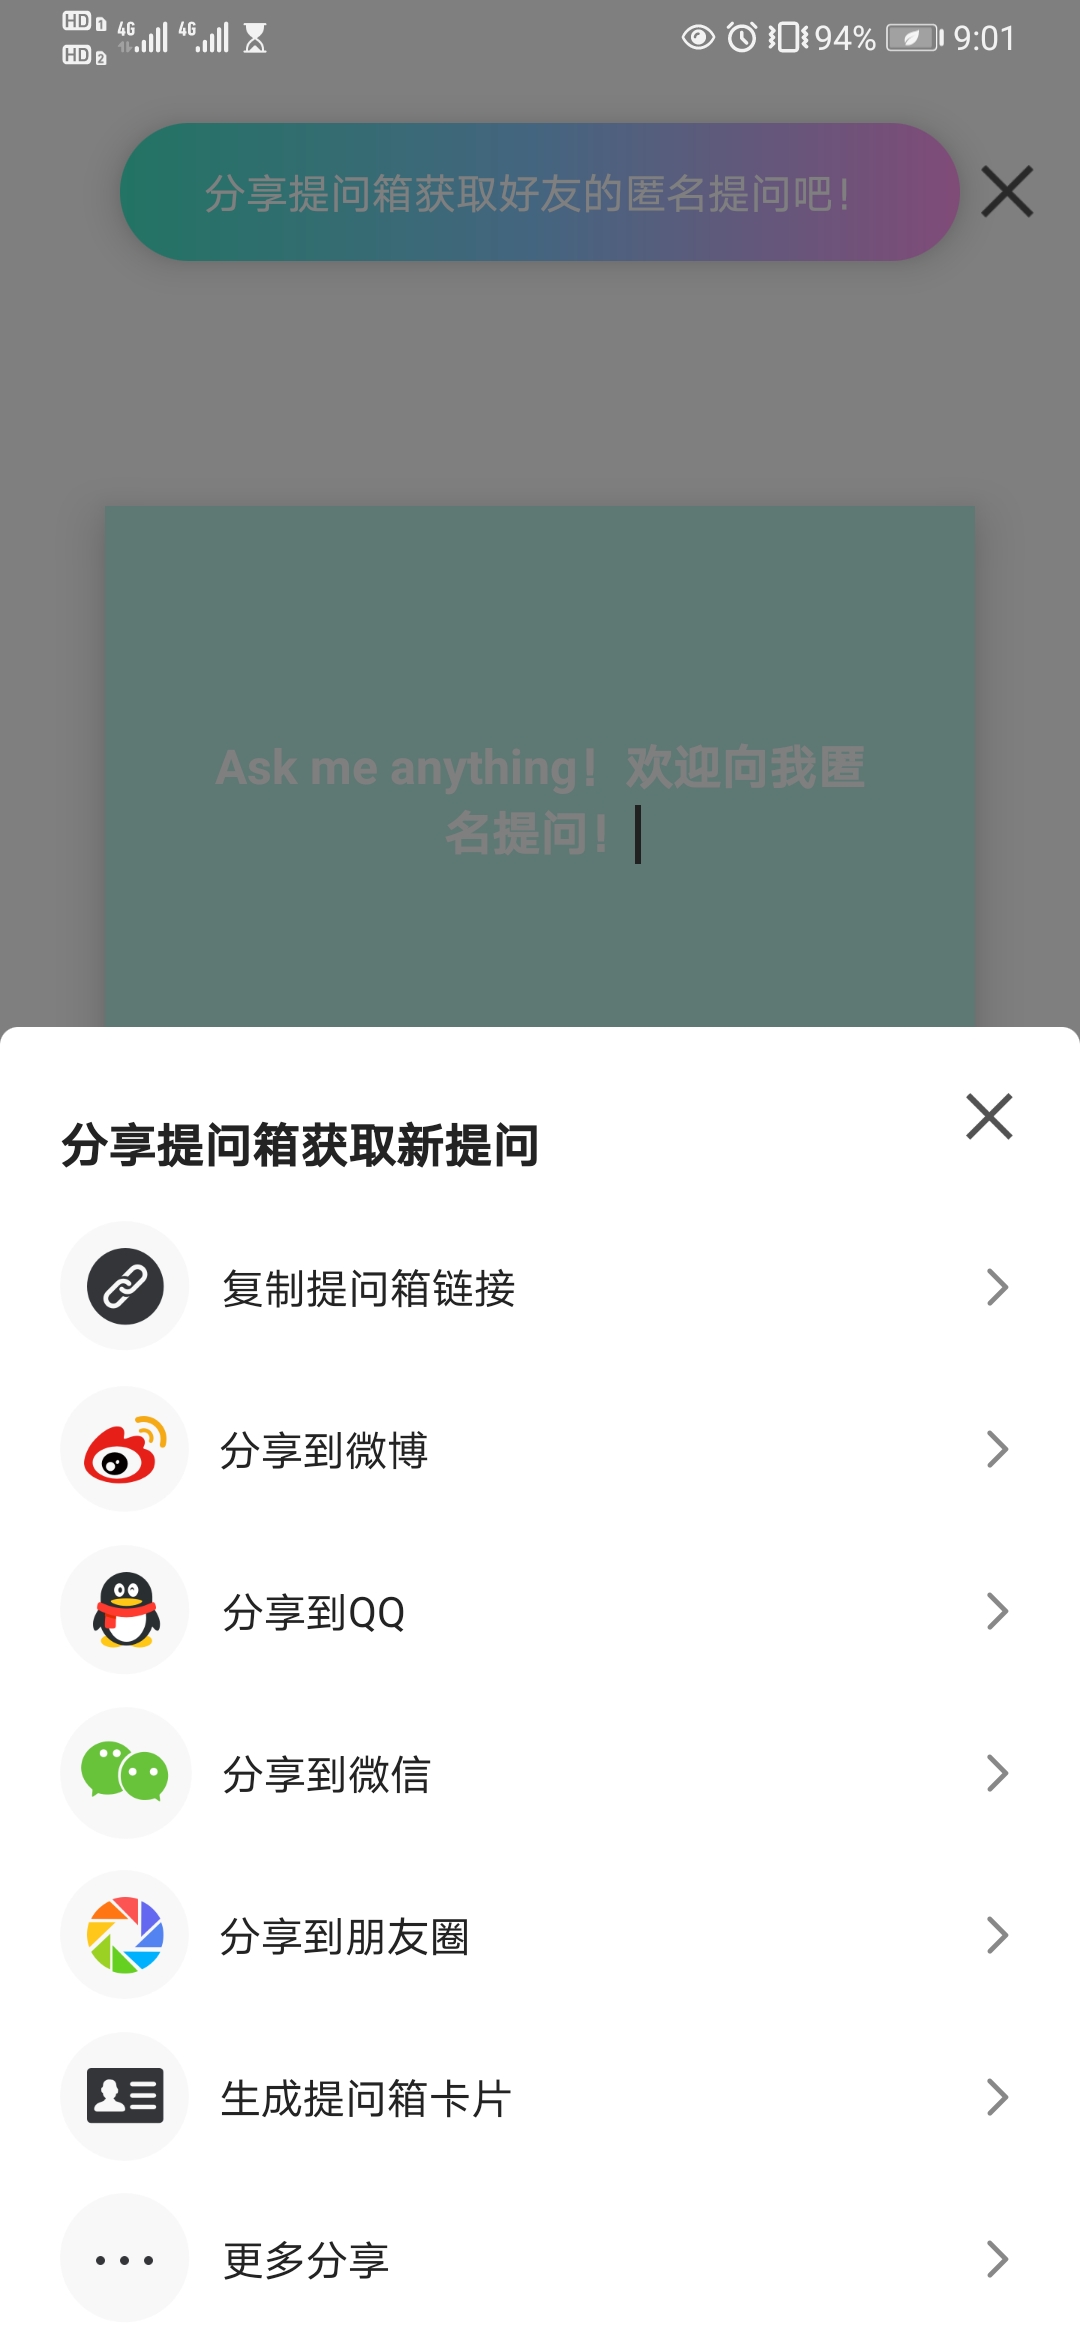 HD 1 4G 4G 94% 9:01
HD 2
分享提问箱获取好友的匿名提问吧！
Ask me anything！欢迎向我匿
名提问！
分享提问箱获取新提问
复制提问箱链接
分享到微博
分享到QQ
分享到微信
分享到朋友圈
生成提问箱卡片
更多分享